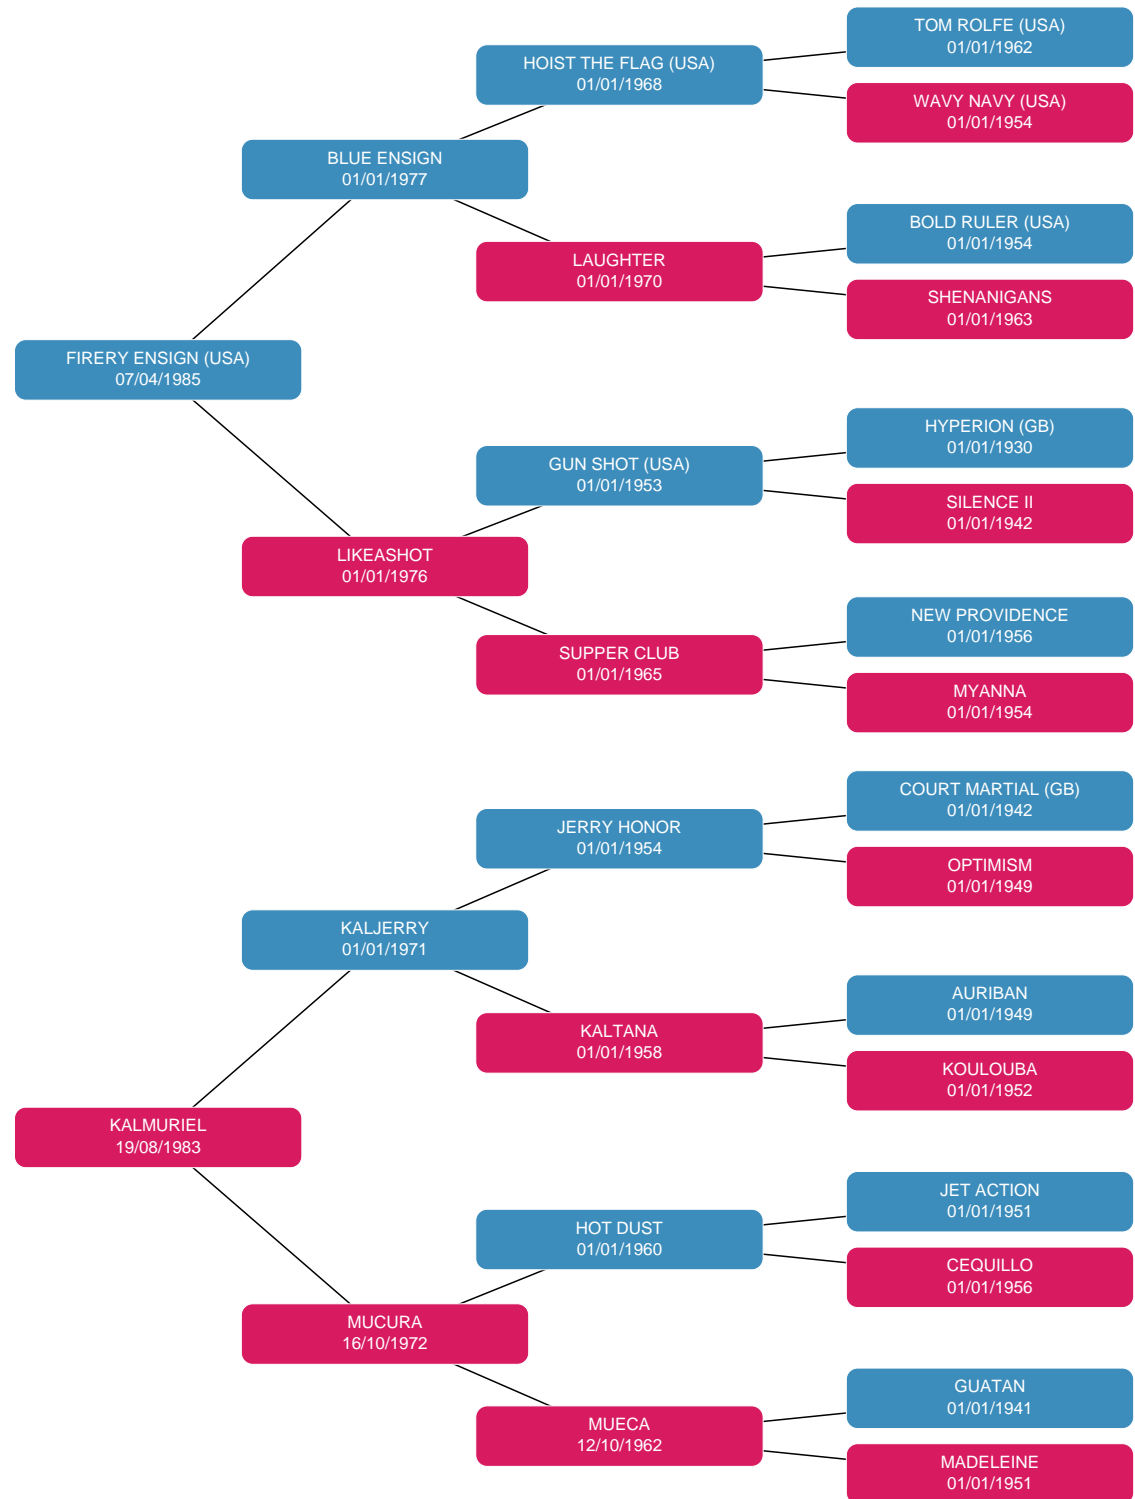 TOM ROLFE (USA)
01/01/1962
HOIST THE FLAG (USA)
01/01/1968
WAVY NAVY (USA)
01/01/1954
BLUE ENSIGN
01/01/1977
BOLD RULER (USA)
01/01/1954
LAUGHTER
01/01/1970
SHENANIGANS
01/01/1963
FIRERY ENSIGN (USA)
07/04/1985
HYPERION (GB)
01/01/1930
GUN SHOT (USA)
01/01/1953
SILENCE II
01/01/1942
LIKEASHOT
01/01/1976
NEW PROVIDENCE
01/01/1956
SUPPER CLUB
01/01/1965
MYANNA
01/01/1954
COURT MARTIAL (GB)
01/01/1942
JERRY HONOR
01/01/1954
OPTIMISM
01/01/1949
KALJERRY
01/01/1971
AURIBAN
01/01/1949
KALTANA
01/01/1958
KOULOUBA
01/01/1952
KALMURIEL
19/08/1983
JET ACTION
01/01/1951
HOT DUST
01/01/1960
CEQUILLO
01/01/1956
MUCURA
16/10/1972
GUATAN
01/01/1941
MUECA
12/10/1962
MADELEINE
01/01/1951